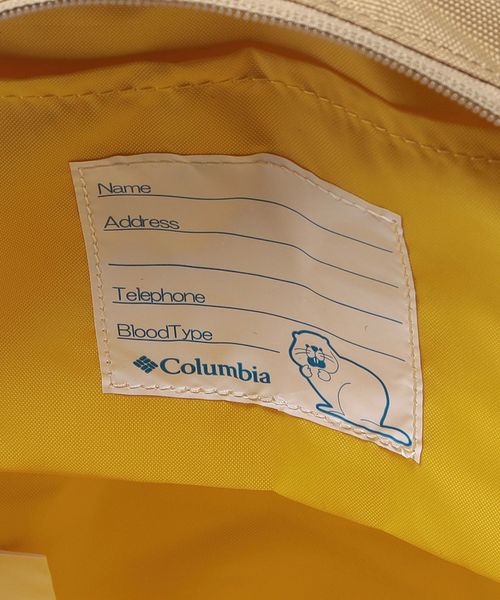 Name
Address
Telephone
BloodType
Columbia